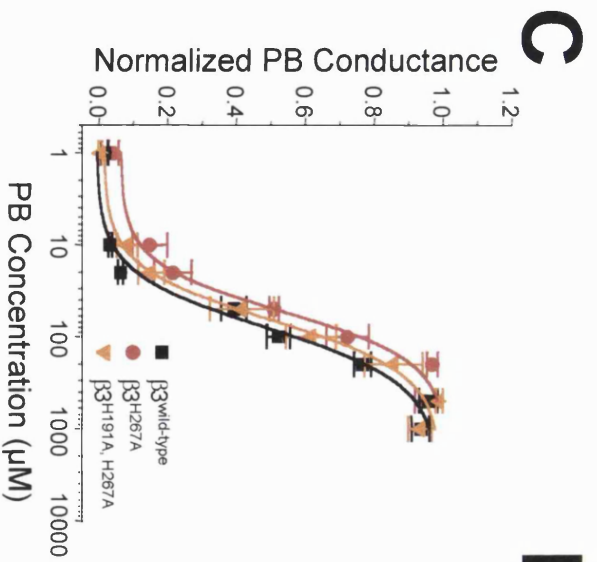 C
Normalized PB Conductance
1.2
1.0
0.8
0.6
0.4
0.2
0.0
1
10
100
1000
10000
PB Concentration (µM)
β3wild-type
β3H267A
β3H191A, H267A